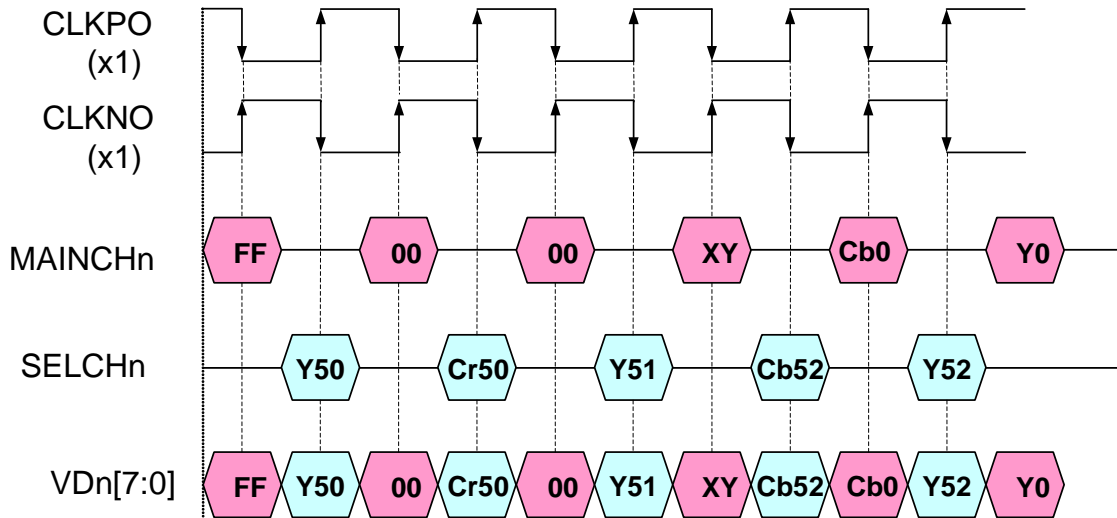 CLKPO
(x1)
CLKNO
(x1)
MAINCHn FF 00 00 XY Cb0 Y0
SELCHn Y50 Cr50 Y51 Cb52 Y52
VDn[7:0] FF Y50 00 Cr50 00 Y51 XY Cb52 Cb0 Y52 Y0